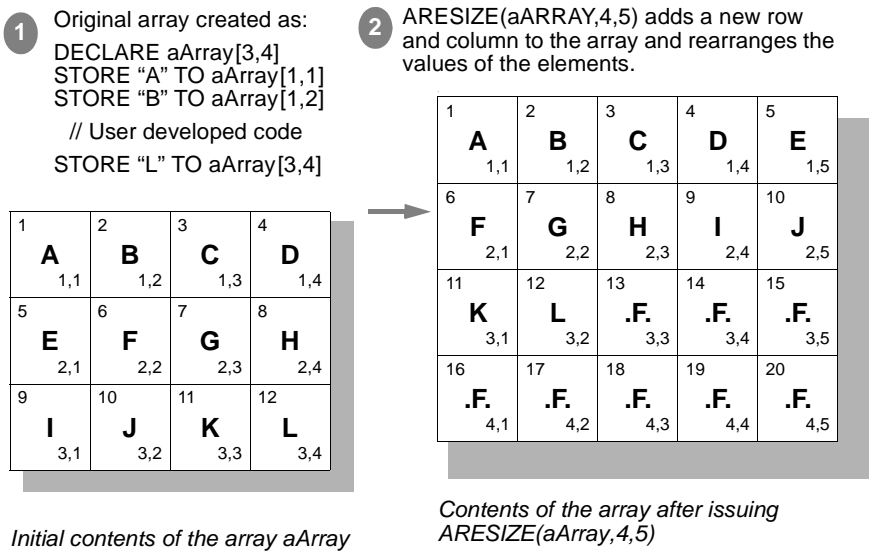 1
Original array created as:
DECLARE aArray[3,4]
STORE “A” TO aArray[1,1]
STORE “B” TO aArray[1,2]
// User developed code
STORE “L” TO aArray[3,4]
1 2 3 4
A B C D
1,1 1,2 1,3 1,4
5 6 7 8
E F G H
2,1 2,2 2,3 2,4
9 10 11 12
I J K L
3,1 3,2 3,3 3,4
Initial contents of the array aArray
2
ARESIZE(aARRAY,4,5) adds a new row
and column to the array and rearranges the
values of the elements.
1 2 3 4 5
A B C D E
1,1 1,2 1,3 1,4 1,5
6 7 8 9 10
F G H I J
2,1 2,2 2,3 2,4 2,5
11 12 13 14 15
K L .F. .F. .F.
3,1 3,2 3,3 3,4 3,5
16 17 18 19 20
.F. .F. .F. .F. .F.
4,1 4,2 4,3 4,4 4,5
Contents of the array after issuing
ARESIZE(aArray,4,5)